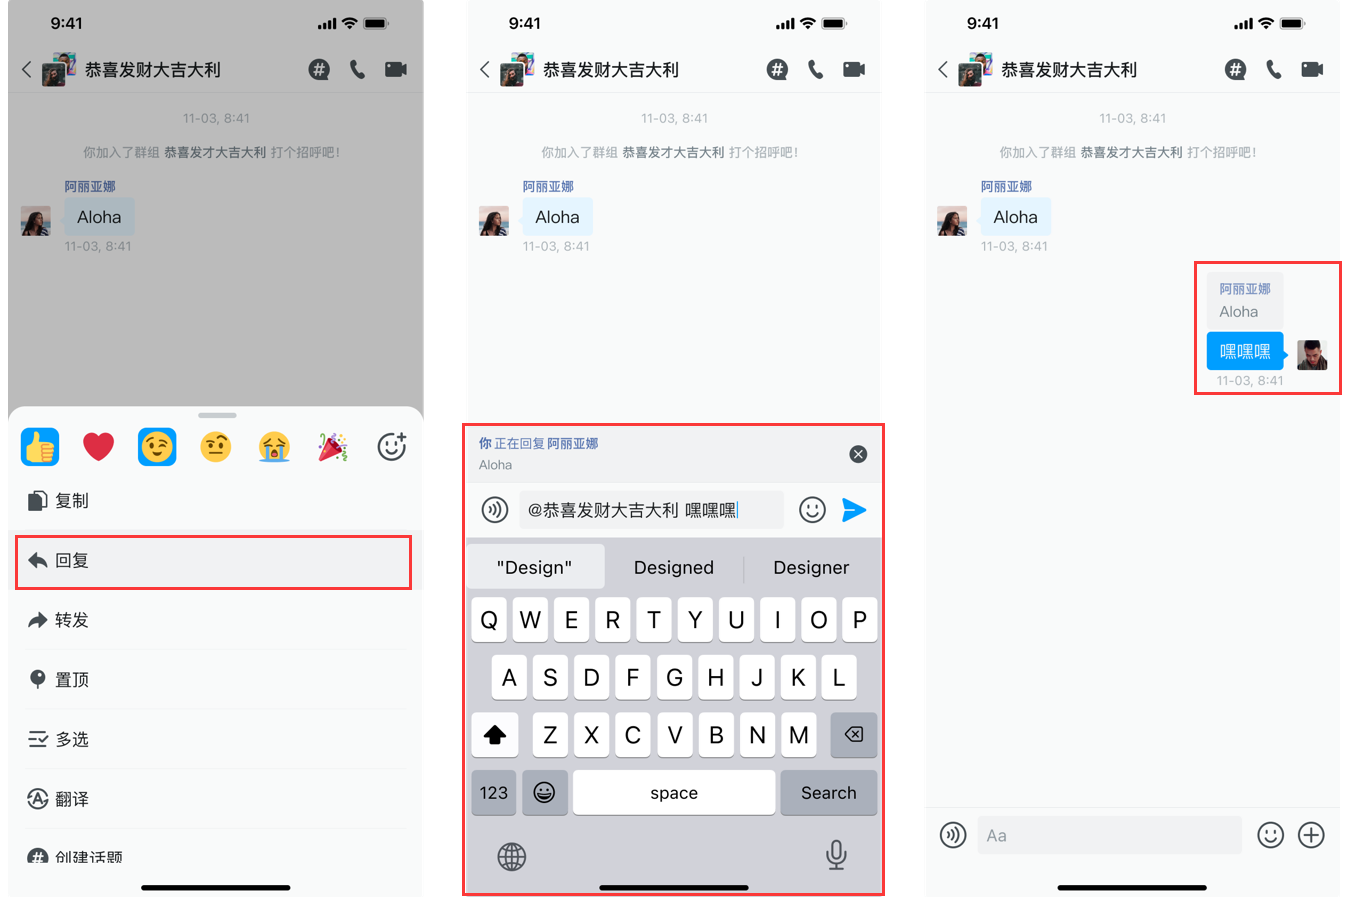 9:41
恭喜发财大吉大利
11-03, 8:41
你加入了群组 恭喜发才大吉大利 打个招呼吧!
阿丽亚娜
Aloha
11-03, 8:41
复制
回复
转发
置顶
多选
翻译
创建话题
9:41
恭喜发财大吉大利
11-03, 8:41
你加入了群组 恭喜发才大吉大利 打个招呼吧!
阿丽亚娜
Aloha
11-03, 8:41
你 正在回复 阿丽亚娜
Aloha
@恭喜发财大吉大利 嘿嘿嘿
"Design" Designed Designer
Q W E R T Y U I O P
A S D F G H J K L
Z X C V B N M
123 space Search
9:41
恭喜发财大吉大利
11-03, 8:41
你加入了群组 恭喜发才大吉大利 打个招呼吧!
阿丽亚娜
Aloha
11-03, 8:41
阿丽亚娜
Aloha
嘿嘿嘿
11-03, 8:41
Aa